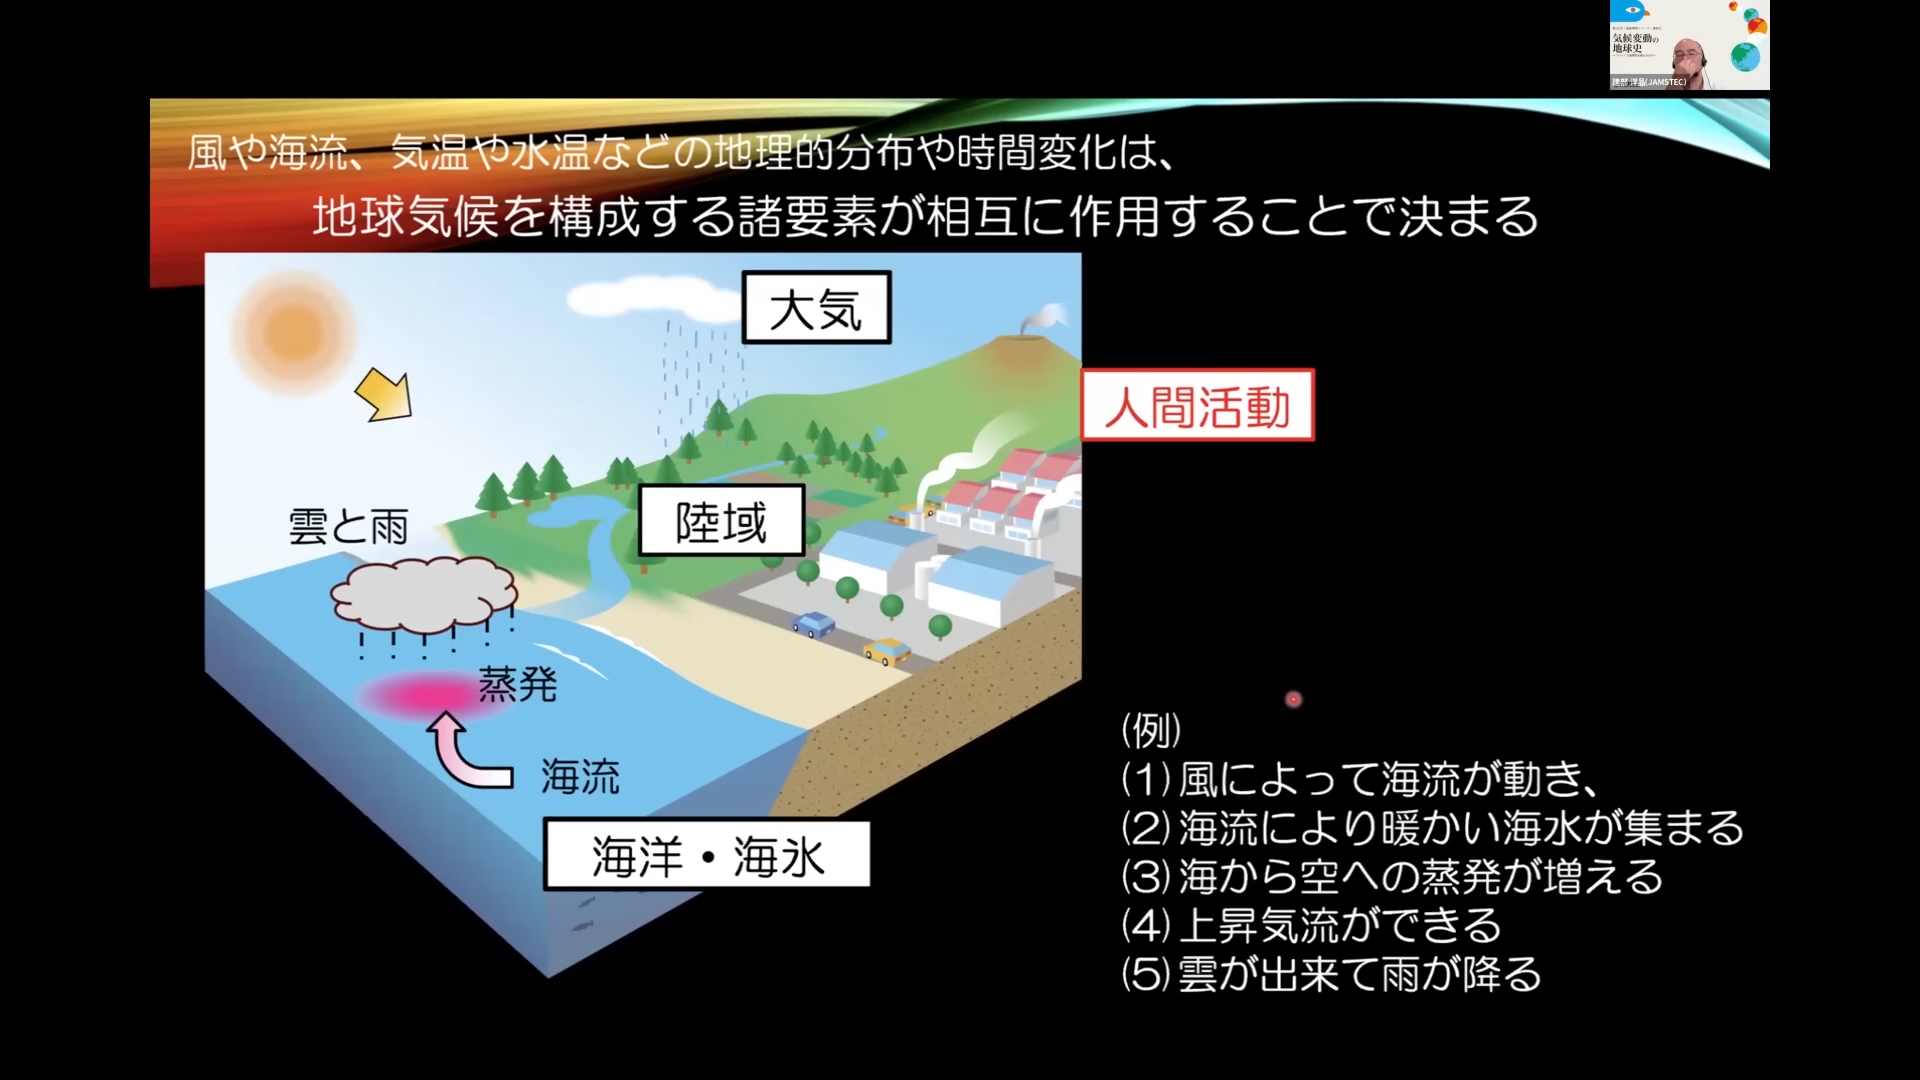 気候変動の
地球史
建部 洋晶(JAMSTEC)
風や海流、気温や水温などの地理的分布や時間変化は、
地球気候を構成する諸要素が相互に作用することで決まる
大気
人間活動
陸域
雲と雨
蒸発
海流
海洋・海氷
(例)
(1) 風によって海流が動き、
(2) 海流により暖かい海水が集まる
(3) 海から空への蒸発が増える
(4) 上昇気流ができる
(5) 雲が出来て雨が降る